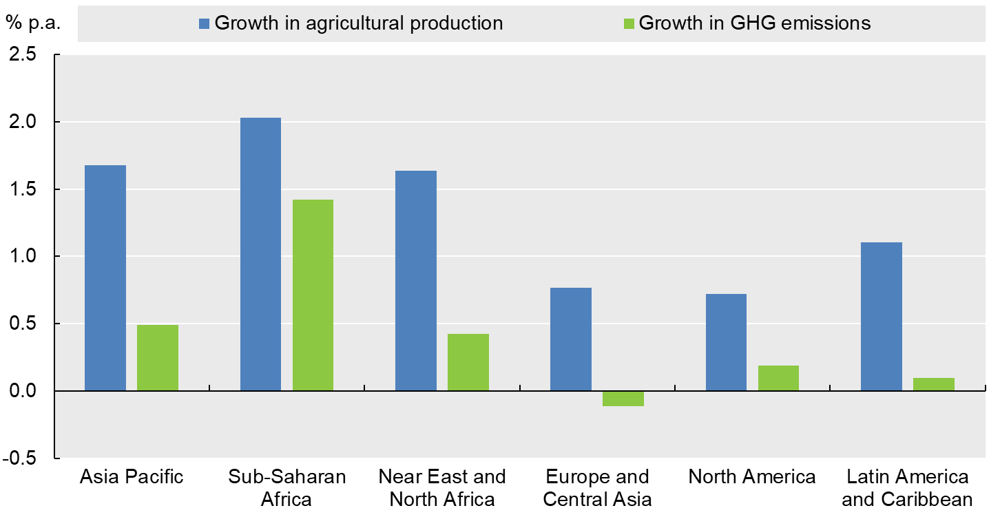 % p.a.
Growth in agricultural production
Growth in GHG emissions
2.5
2.0
1.5
1.0
0.5
0.0
-0.5
Asia Pacific
Sub-Saharan
Africa
Near East and
North Africa
Europe and
Central Asia
North America
Latin America
and Caribbean